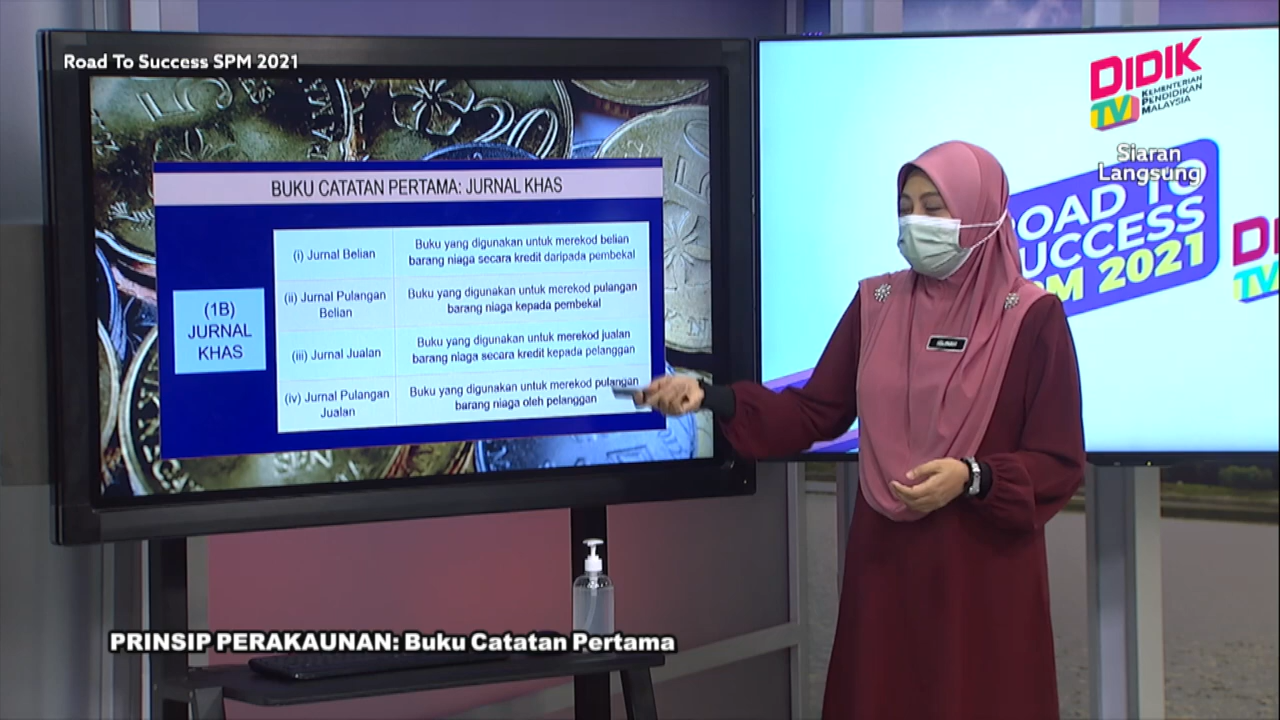 Road To Success SPM 2021
BUKU CATATAN PERTAMA: JURNAL KHAS
(1B)
JURNAL
KHAS
(i) Jurnal Belian
Buku yang digunakan untuk merekod belian
barang niaga secara kredit daripada pembekal
(ii) Jurnal Pulangan
Belian
Buku yang digunakan untuk merekod pulangan
barang niaga kepada pembekal
(iii) Jurnal Jualan
Buku yang digunakan untuk merekod jualan
barang niaga secara kredit kepada pelanggan
(iv) Jurnal Pulangan
Jualan
Buku yang digunakan untuk merekod pulangan
barang niaga oleh pelanggan
DIDIK
TV
KEMENTERIAN
PENDIDIKAN
MALAYSIA
Siaran
Langsung
ROAD TO
SUCCESS
SPM 2021
PRINSIP PERAKAUNAN: Buku Catatan Pertama